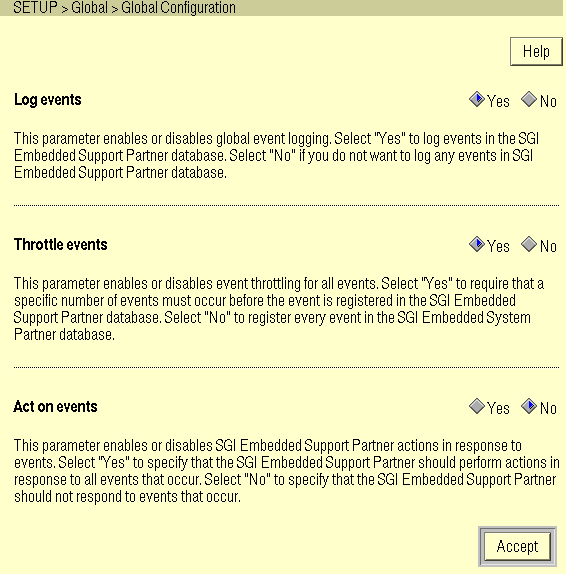 SETUP > Global > Global Configuration
Help
Log events
Yes No
This parameter enables or disables global event logging. Select "Yes" to log events in the SGI
Embedded Support Partner database. Select "No" if you do not want to log any events in SGI
Embedded Support Partner database.
Throttle events
Yes No
This parameter enables or disables event throttling for all events. Select "Yes" to require that a
specific number of events must occur before the event is registered in the SGI Embedded
Support Partner database. Select "No" to register every event in the SGI Embedded System
Partner database.
Act on events
Yes No
This parameter enables or disables SGI Embedded Support Partner actions in response to
events. Select "Yes" to specify that the SGI Embedded Support Partner should perform actions in
response to all events that occur. Select "No" to specify that the SGI Embedded Support Partner
should not respond to events that occur.
Accept